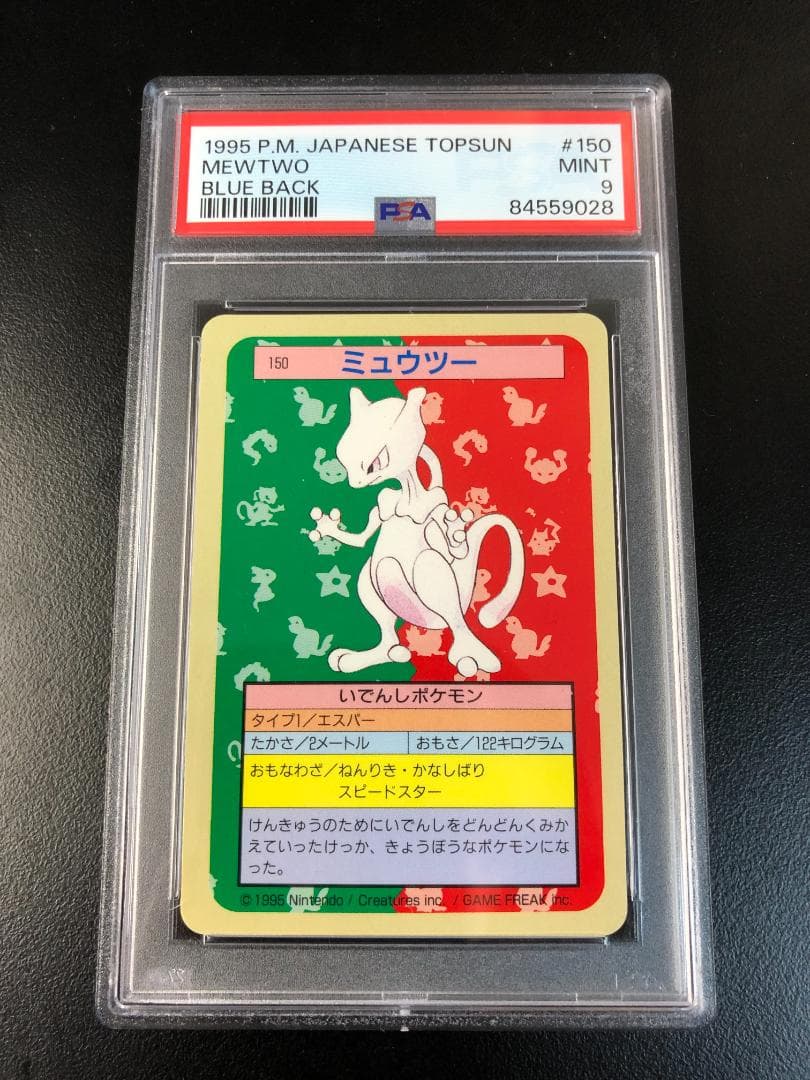 1995 P.M. JAPANESE TOPSUN #150
MEWTWO MINT
BLUE BACK 9
PSA 84559028
150 ミュウツー
いでんしポケモン
タイプ1/エスパー
たかさ/2メートル おもさ/122キログラム
おもなわざ/ねんりき・かなしばり
スピードスター
けんきゅうのためにいでんしをどんどんくみか
えていったけっか、きょうぼうなポケモンにな
った。
©1995 Nintendo / Creatures inc. / GAME FREAK inc.